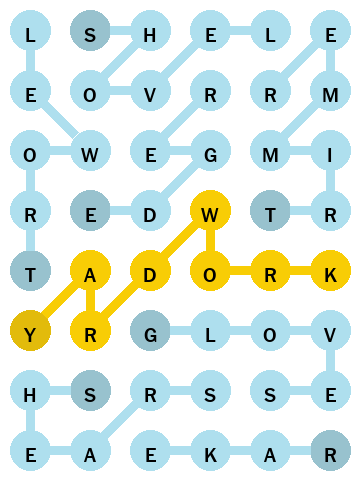 L S H E L E
E O V R R M
O W E G M I
R E D W T R
T A D O R K
Y R G L O V
H S R S S E
E A E K A R